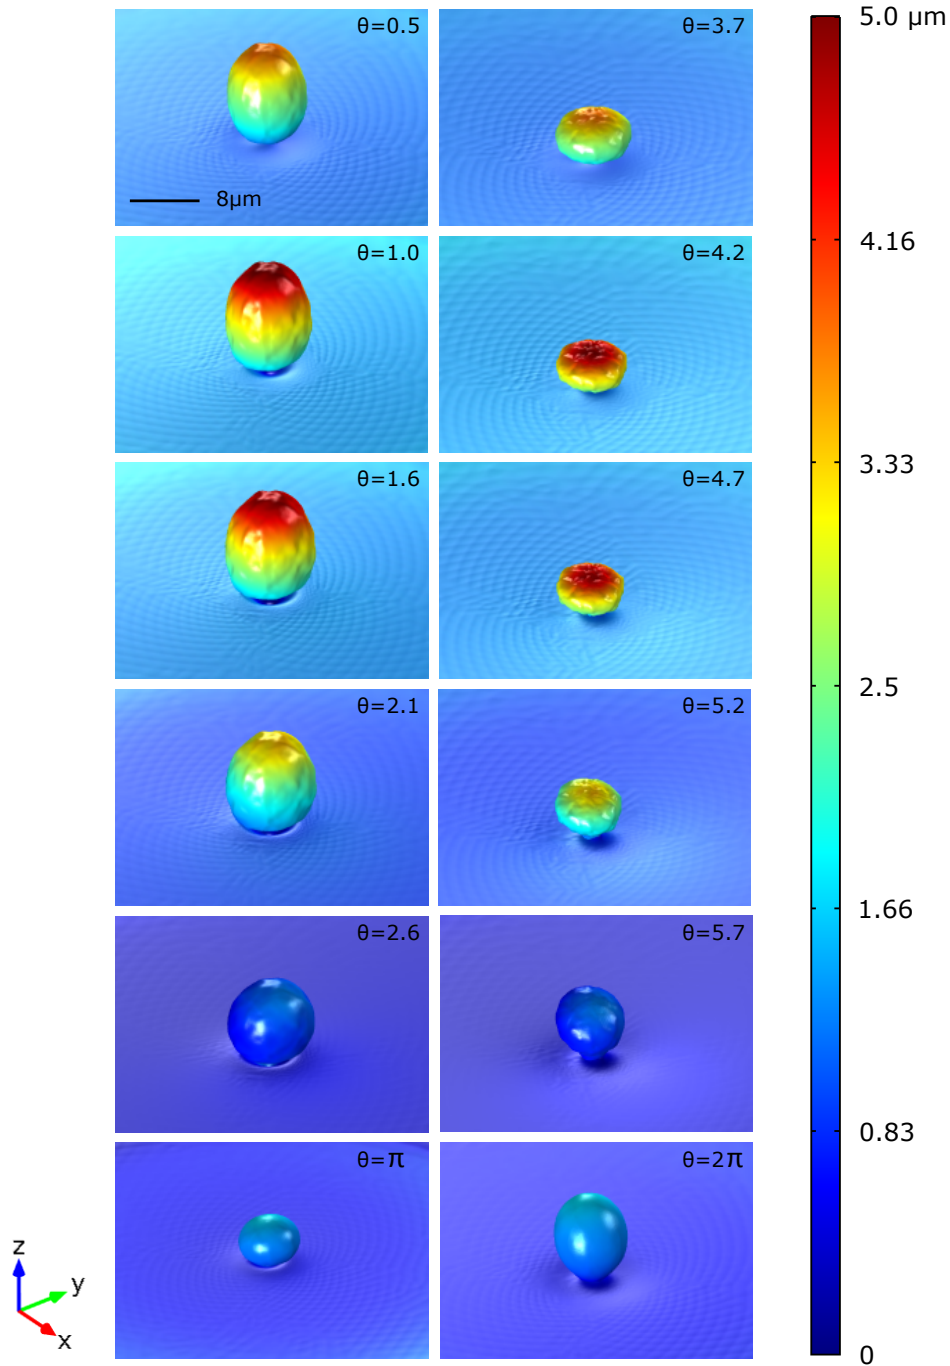 θ=0.5
8μm
θ=3.7
θ=1.0
θ=4.2
θ=1.6
θ=4.7
θ=2.1
θ=5.2
θ=2.6
θ=5.7
θ=π
θ=2π
5.0 μm
4.16
3.33
2.5
1.66
0.83
0
z
y
x